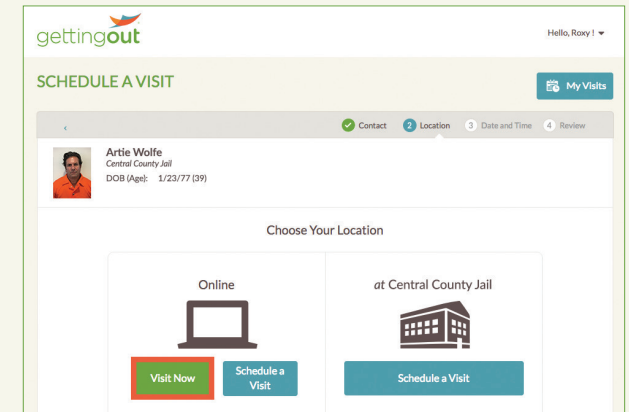 gettingout
Hello, Roxy !
SCHEDULE A VISIT
My Visits
Contact
2 Location
3 Date and Time
4 Review
Artie Wolfe
Central County Jail
DOB (Age): 1/23/77 (39)
Choose Your Location
Online
Visit Now
Schedule a
Visit
at Central County Jail
Schedule a Visit